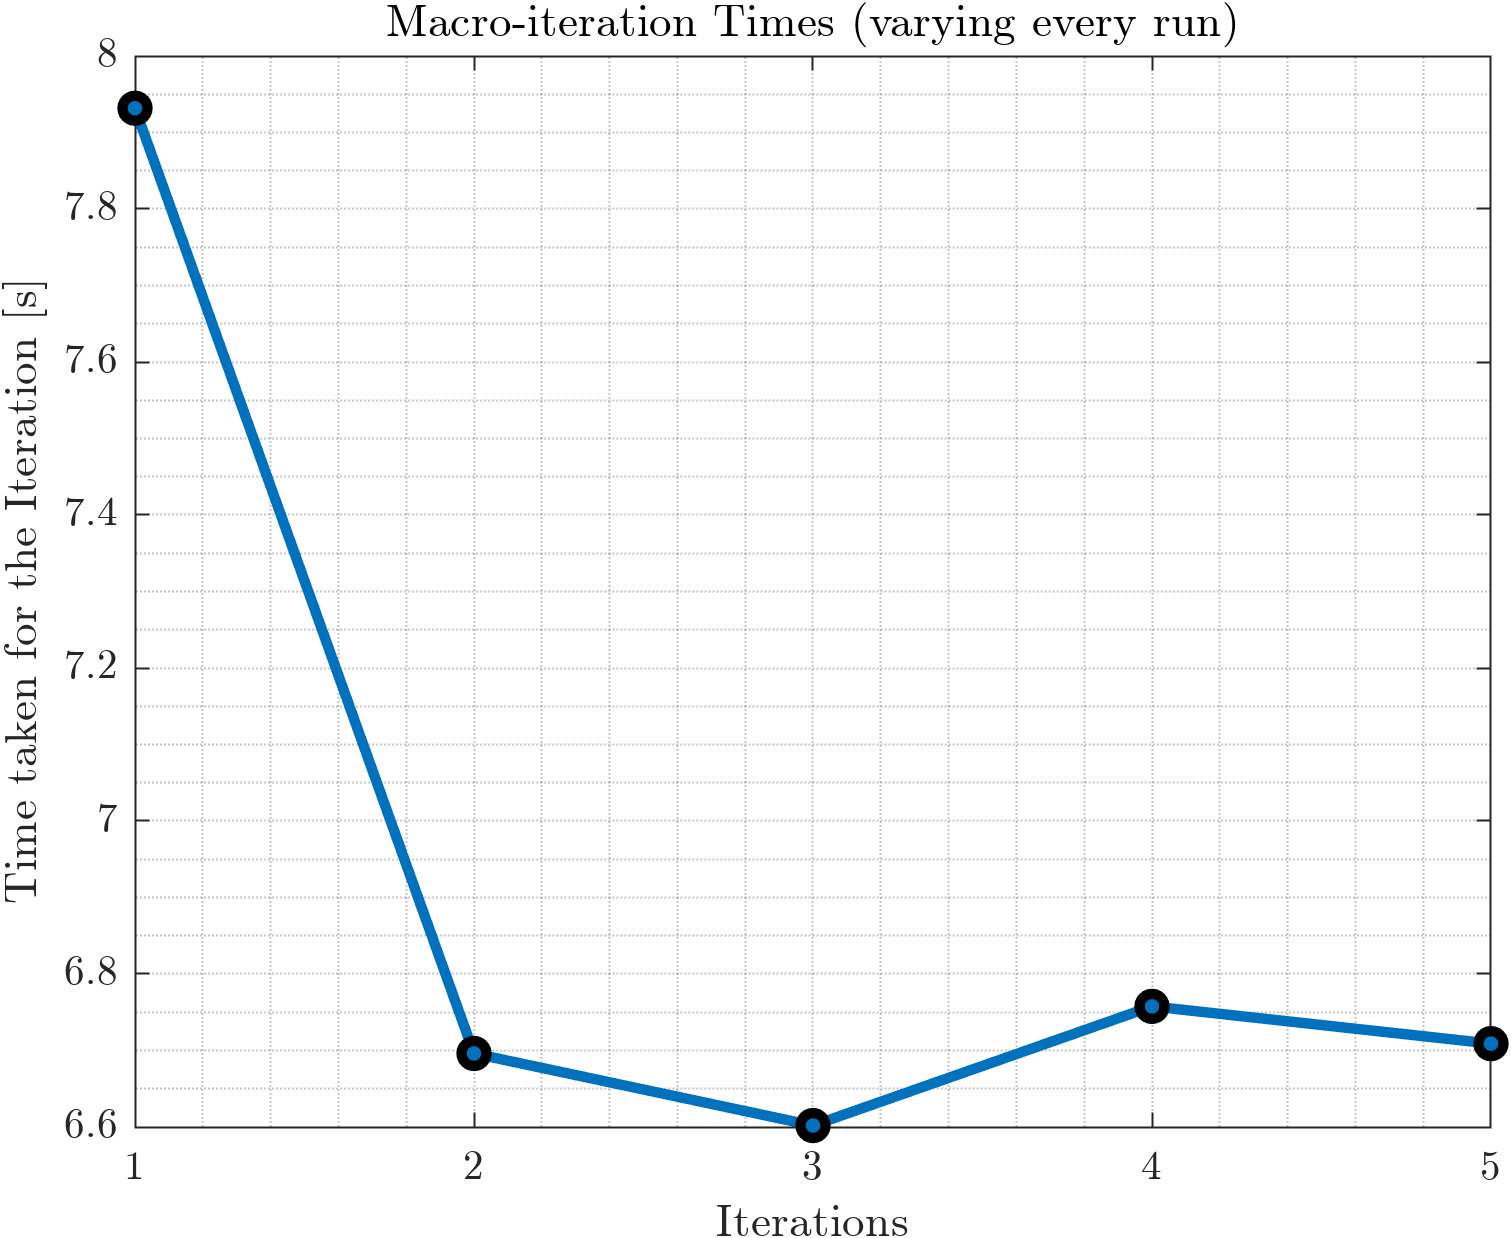 Macro-iteration Times (varying every run)
Time taken for the Iteration [s]
8
7.8
7.6
7.4
7.2
7
6.8
6.6
1 2 3 4 5
Iterations